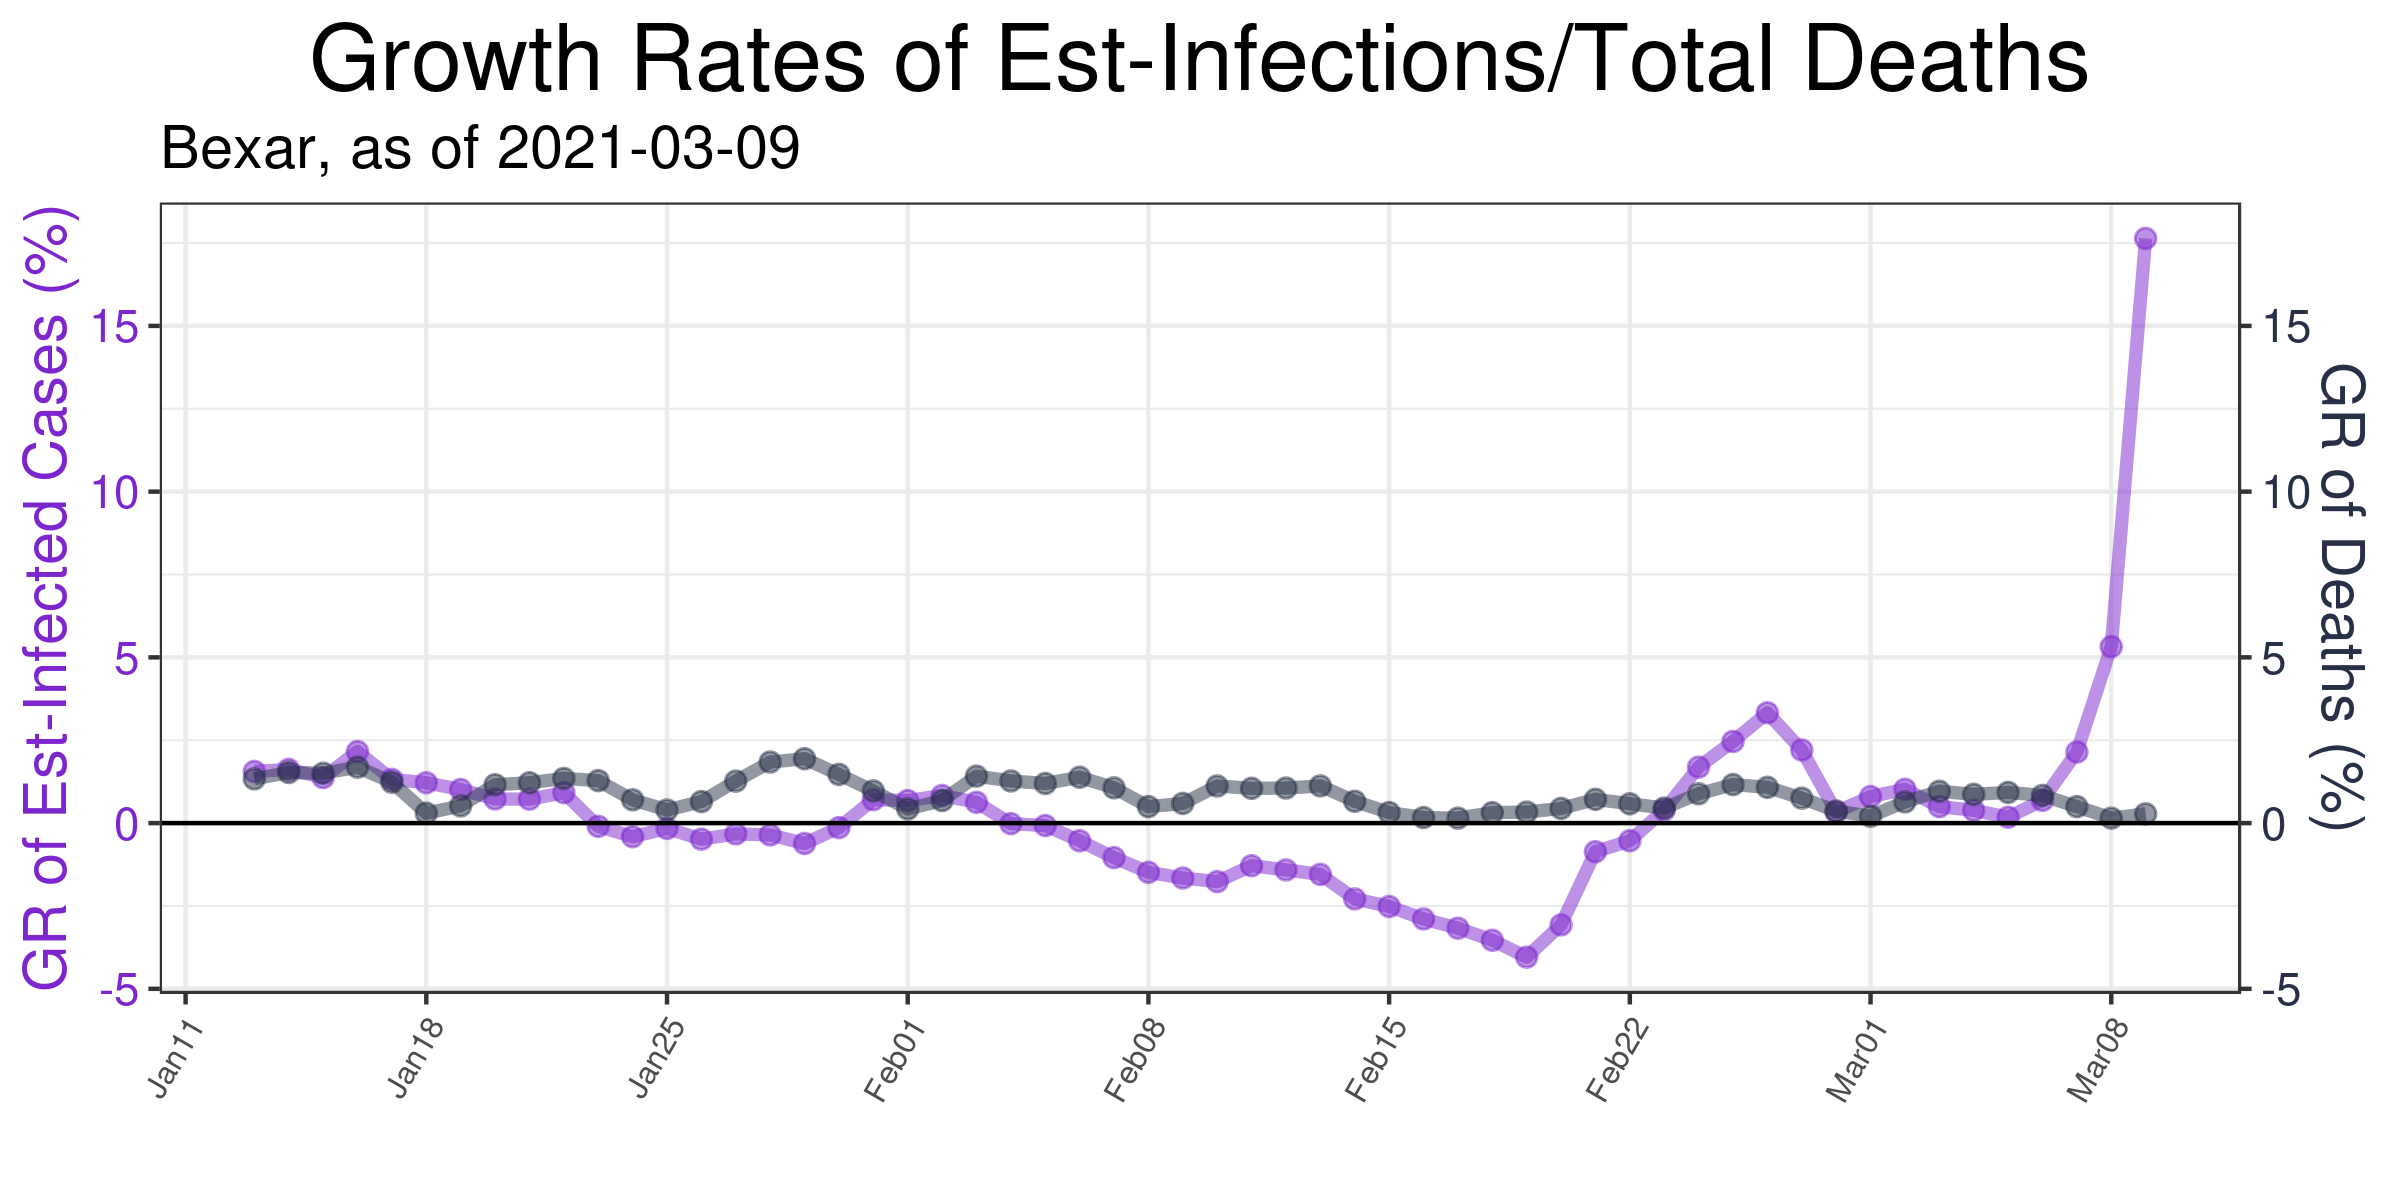 Growth Rates of Est-Infections/Total Deaths
Bexar, as of 2021-03-09
GR of Est-Infected Cases (%)
15
10
5
0
-5
15
10
5
0
-5
GR of Deaths (%)
Jan11
Jan18
Jan25
Feb01
Feb08
Feb15
Feb22
Mar01
Mar08